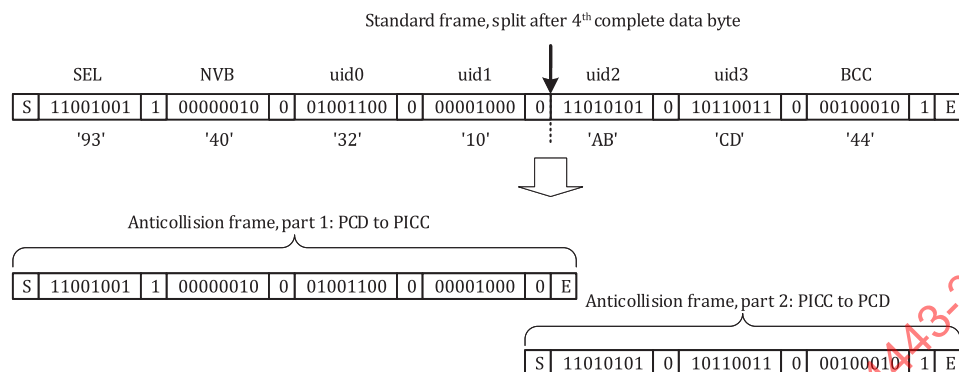 Standard frame, split after 4th complete data byte
SEL NVB uid0 uid1 uid2 uid3 BCC
S 11001001 1 00000010 0 01001100 0 00001000 0 11010101 0 10110011 0 00100010 1 E
'93' '40' '32' '10' 'AB' 'CD' '44'
Anticollision frame, part 1: PCD to PICC
S 11001001 1 00000010 0 01001100 0 00001000 0 E
Anticollision frame, part 2: PICC to PCD
S 11010101 0 10110011 0 00100010 1 E